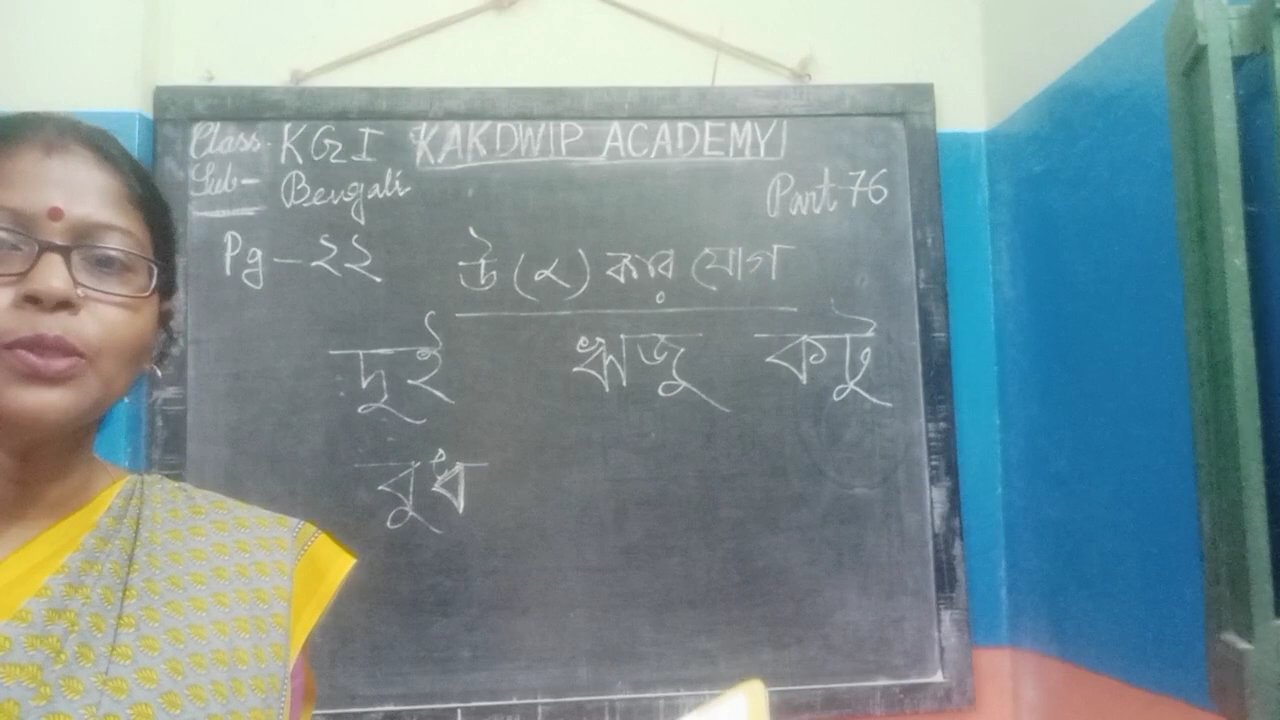 Class- KG I KAKDWIP ACADEMY
Sub- Bengali Part-76
Pg-২২ উ (ু) কার যোগ
দুই ঋজু কটু
বুধ